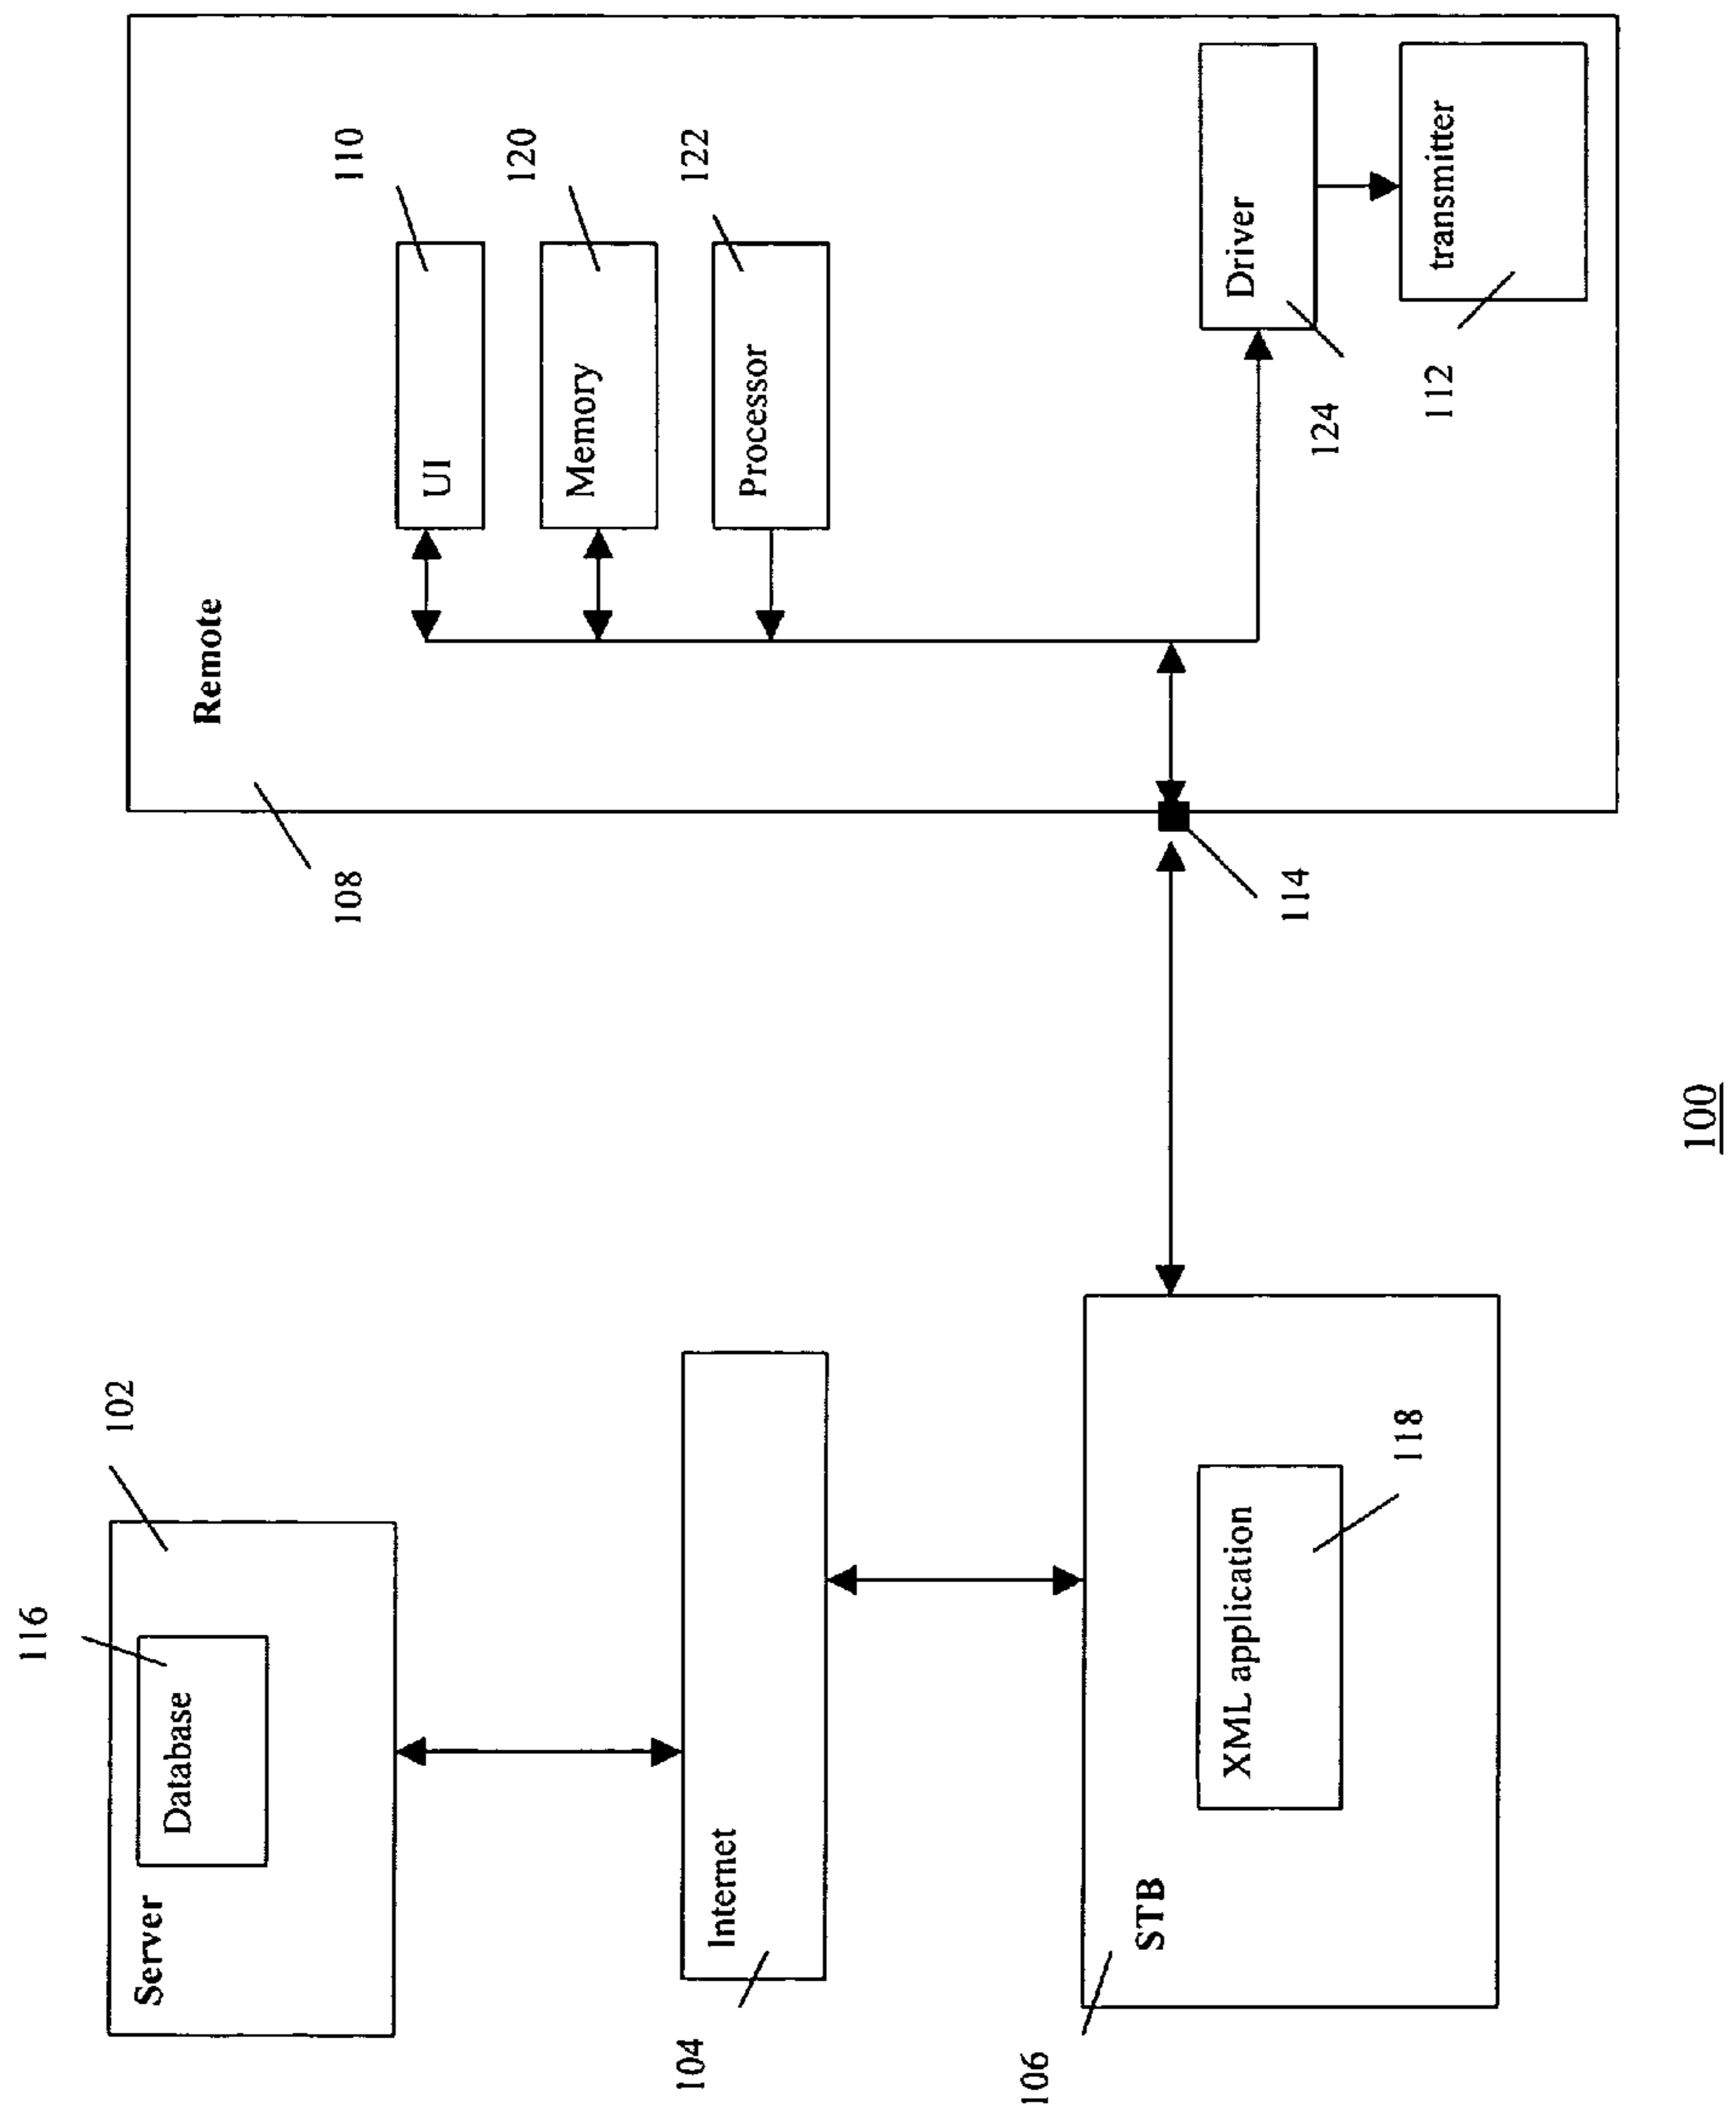 116
102
Server
Database
Internet
104
STB
106
XML application
118
Remote
108
UI
110
Memory
120
Processor
122
114
Driver
124
transmitter
112
100